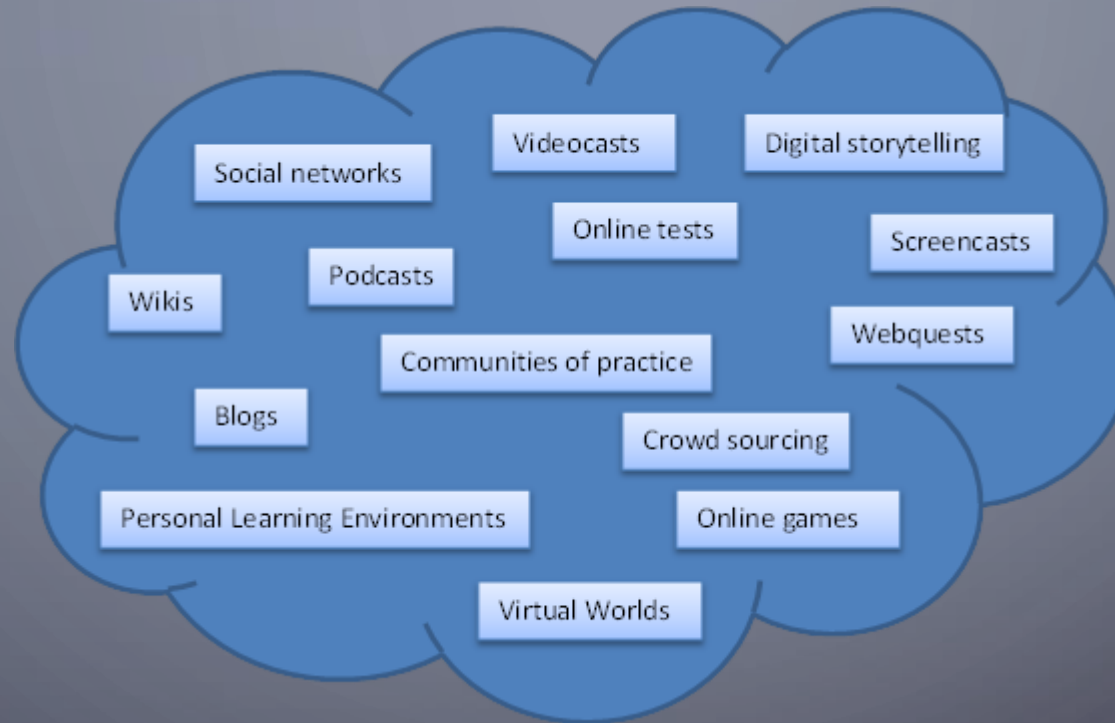 Videocasts
Digital storytelling
Social networks
Online tests
Screencasts
Podcasts
Wikis
Webquests
Communities of practice
Blogs
Crowd sourcing
Personal Learning Environments
Online games
Virtual Worlds